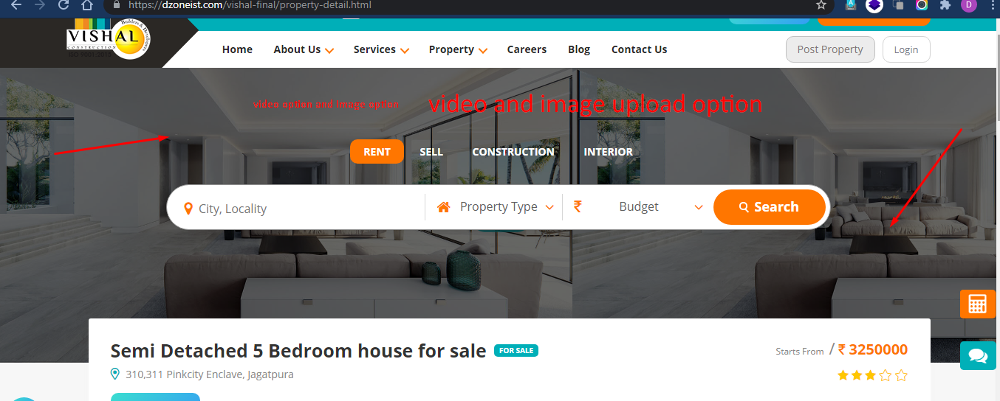 https://dzoneist.com/vishal-final/property-detail.html
D
Builders & Developers
VISHAL
CONSTRUCTION
ISO 9001:2015
Home
About Us
Services
Property
Careers
Blog
Contact Us
Post Property
Login
video option and Image option
video and image upload option
RENT
SELL
CONSTRUCTION
INTERIOR
City, Locality
Property Type
₹
Budget
Search
Semi Detached 5 Bedroom house for sale
FOR SALE
Starts From / ₹ 3250000
310,311 Pinkcity Enclave, Jagatpura